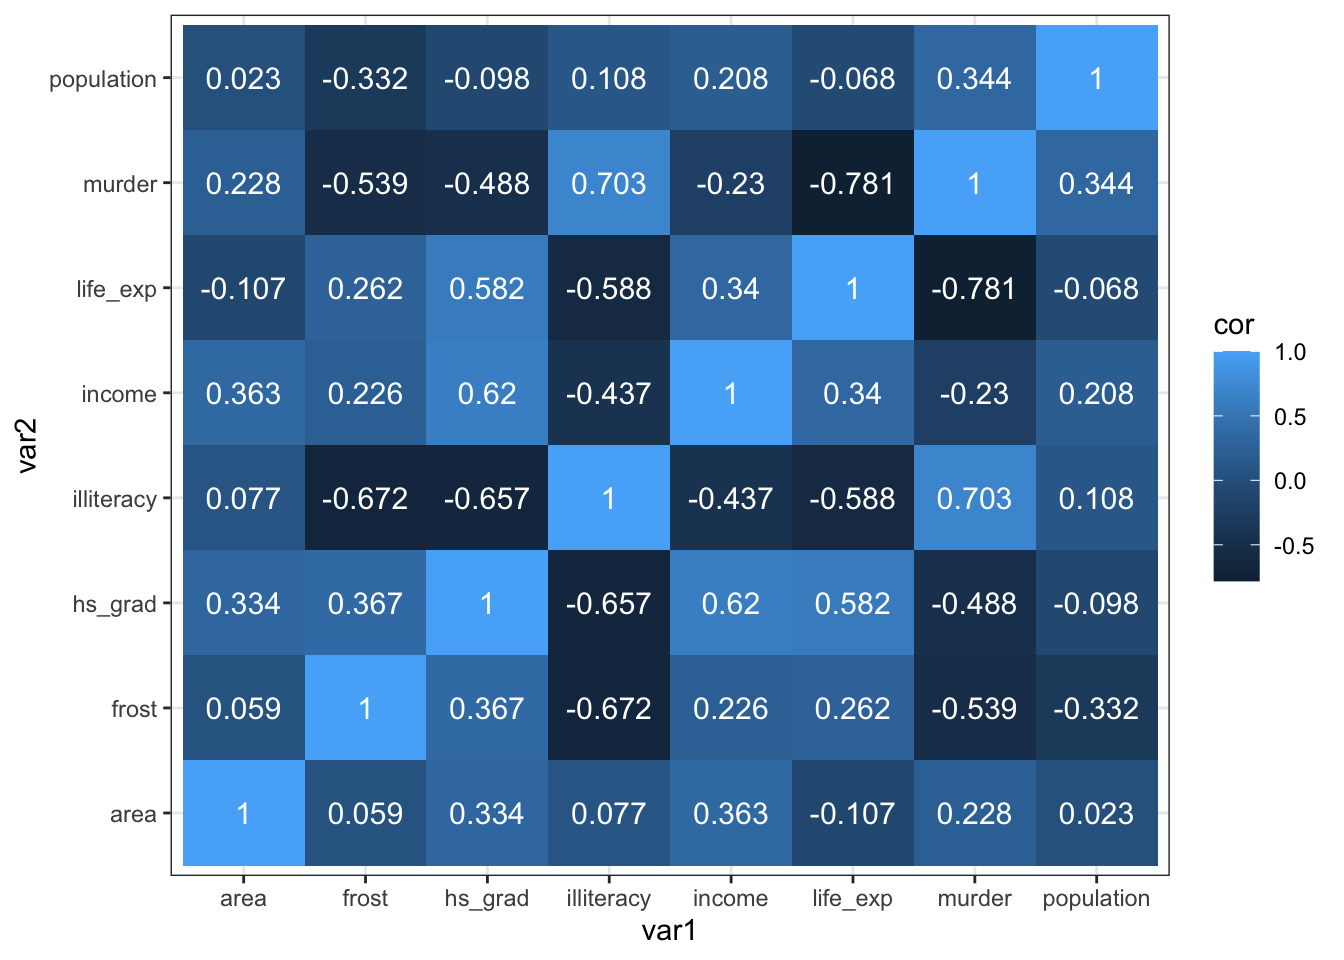 population 0.023 -0.332 -0.098 0.108 0.208 -0.068 0.344 1
murder 0.228 -0.539 -0.488 0.703 -0.23 -0.781 1 0.344
life_exp -0.107 0.262 0.582 -0.588 0.34 1 -0.781 -0.068
income 0.363 0.226 0.62 -0.437 1 0.34 -0.23 0.208
illiteracy 0.077 -0.672 -0.657 1 -0.437 -0.588 0.703 0.108
hs_grad 0.334 0.367 1 -0.657 0.62 0.582 -0.488 -0.098
frost 0.059 1 0.367 -0.672 0.226 0.262 -0.539 -0.332
area 1 0.059 0.334 0.077 0.363 -0.107 0.228 0.023
area frost hs_grad illiteracy income life_exp murder population
var1
var2
cor
1.0
0.5
0.0
-0.5